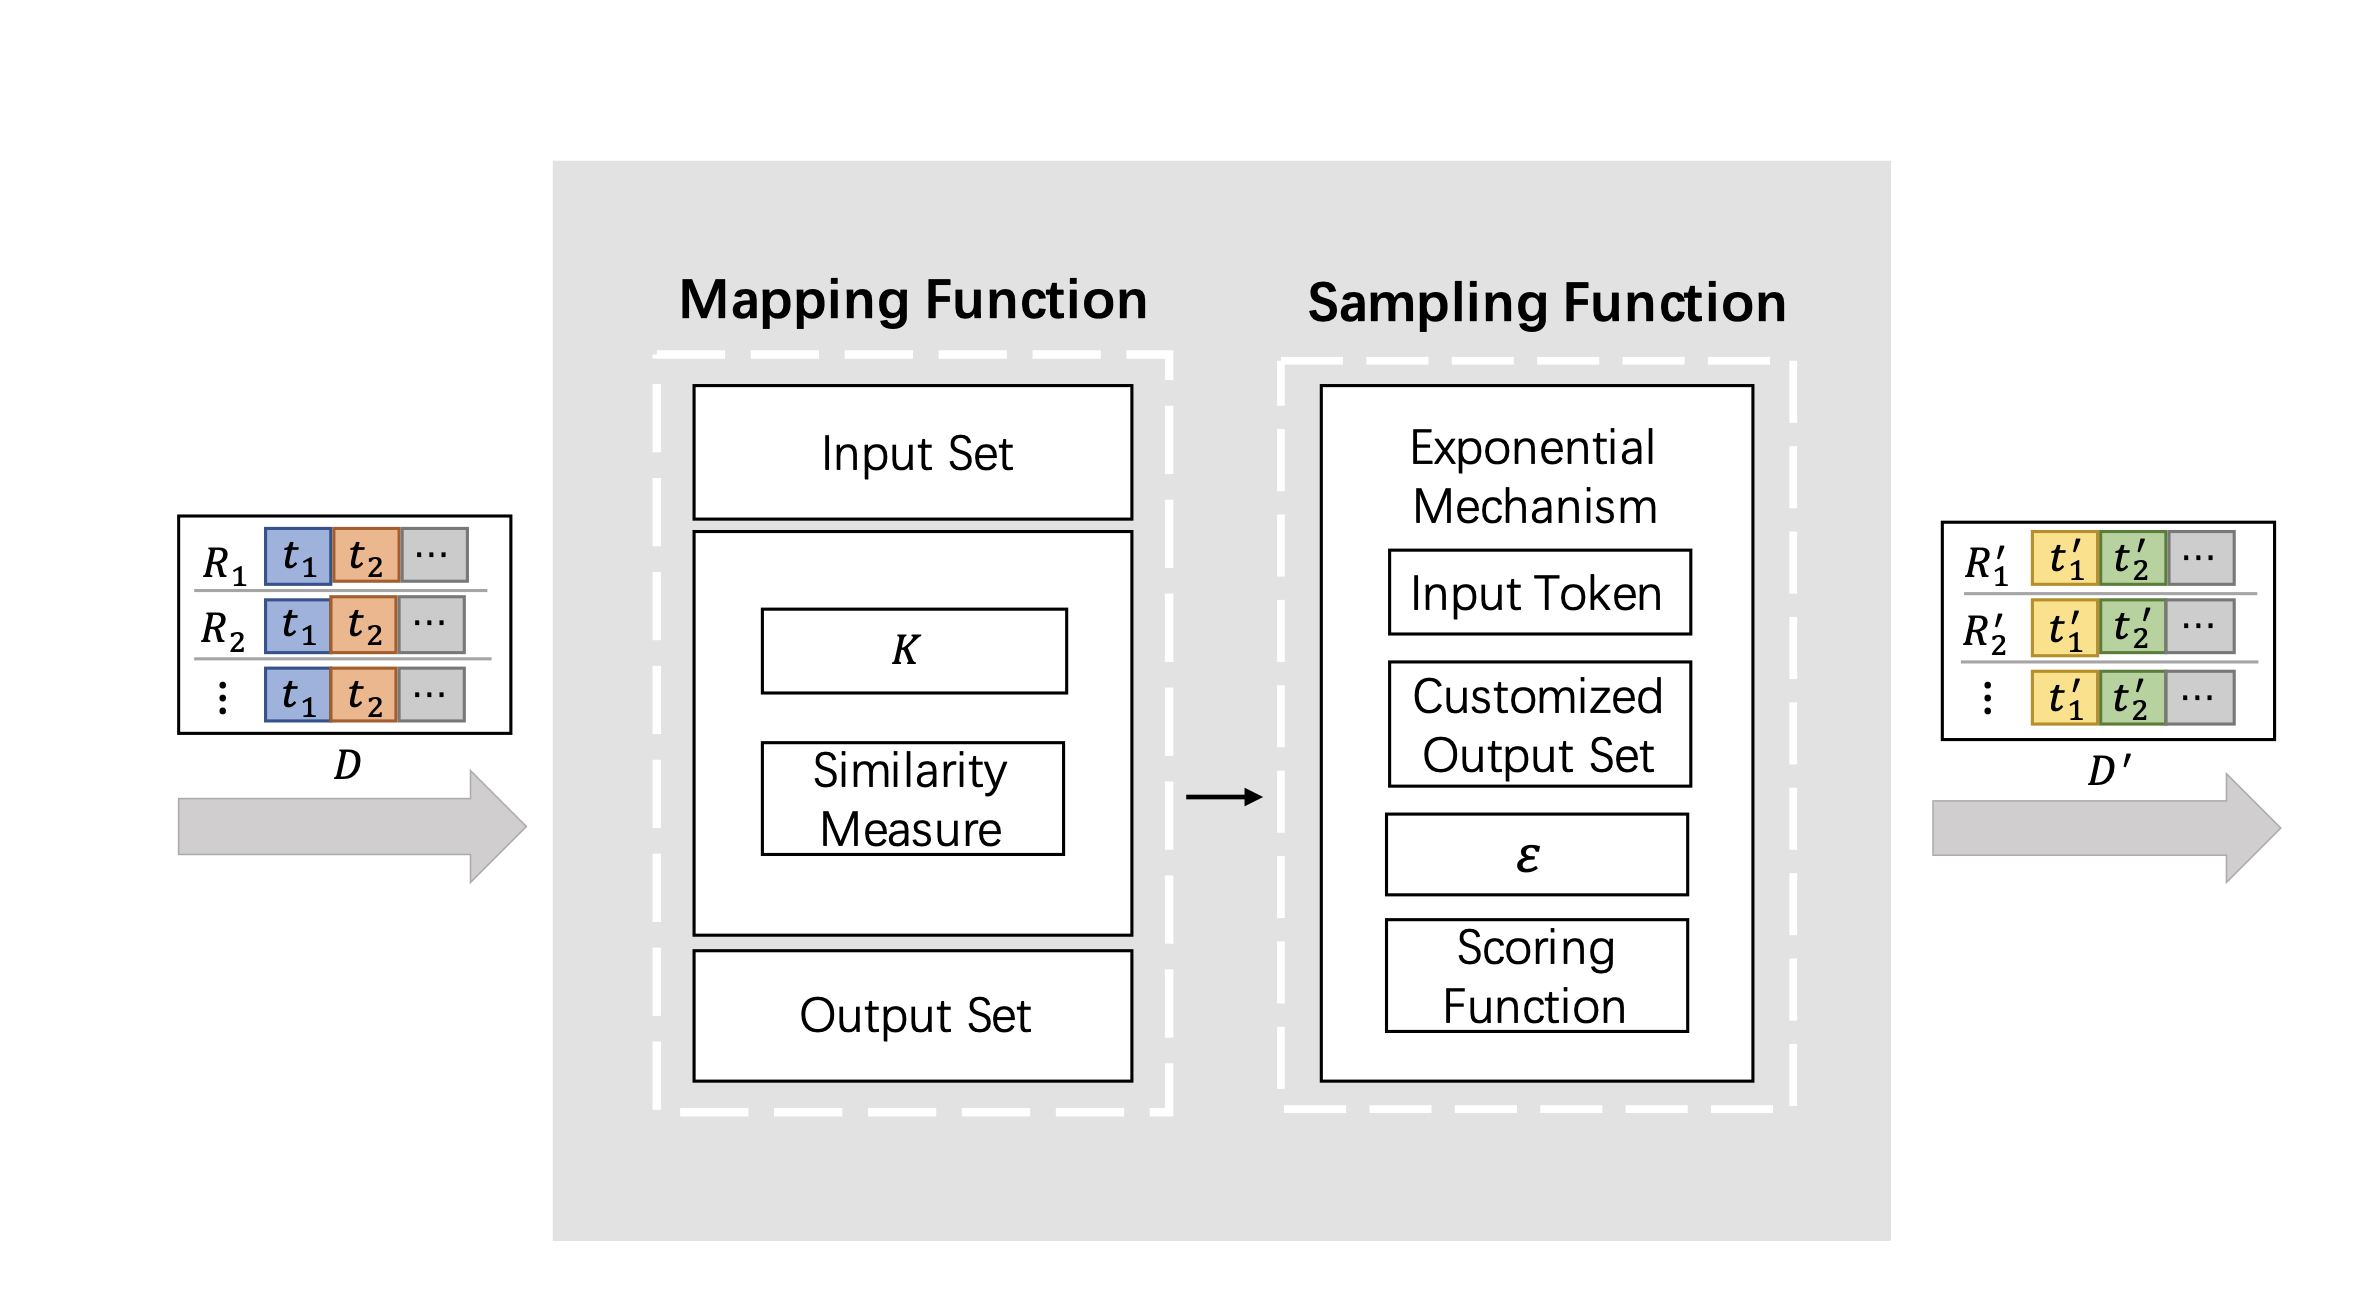 R₁ t₁ t₂ ⋯
R₂ t₁ t₂ ⋯
⋮ t₁ t₂ ⋯
D
Mapping Function
Input Set
K
Similarity
Measure
Output Set
Sampling Function
Exponential
Mechanism
Input Token
Customized
Output Set
ε
Scoring
Function
R′₁ t′₁ t′₂ ⋯
R′₂ t′₁ t′₂ ⋯
⋮ t′₁ t′₂ ⋯
D′